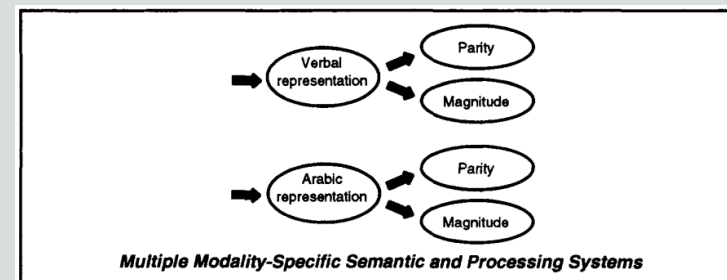 Verbal
representation
Parity
Magnitude
Arabic
representation
Parity
Magnitude
Multiple Modality-Specific Semantic and Processing Systems